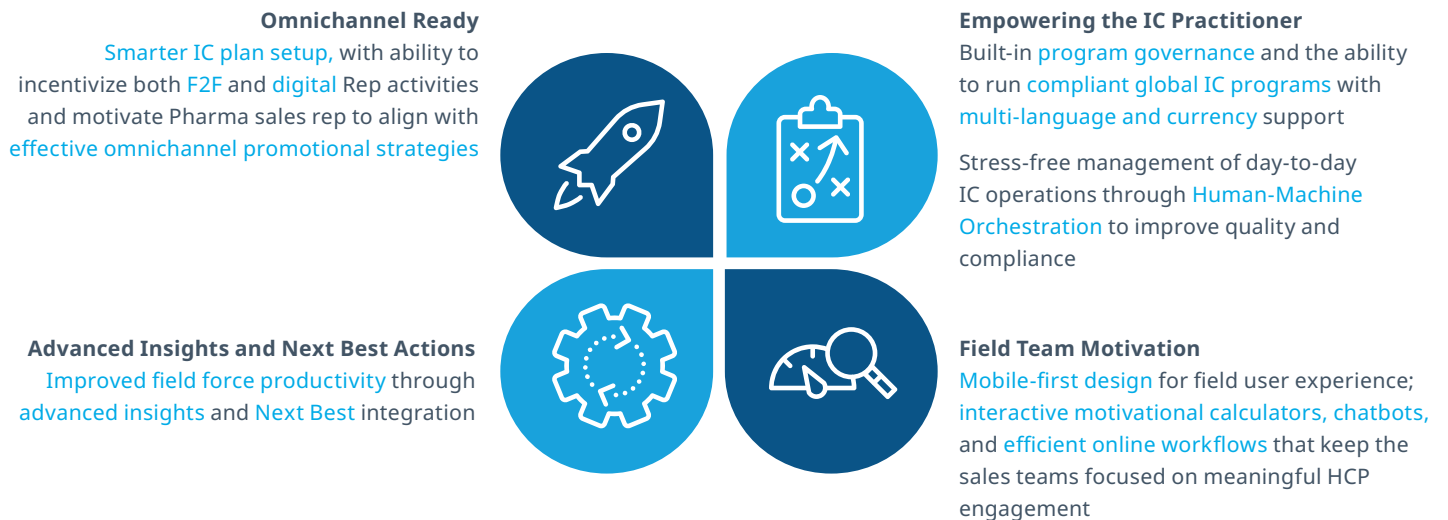 Omnichannel Ready
Smarter IC plan setup, with ability to
incentivize both F2F and digital Rep activities
and motivate Pharma sales rep to align with
effective omnichannel promotional strategies
Empowering the IC Practitioner
Built-in program governance and the ability
to run compliant global IC programs with
multi-language and currency support
Stress-free management of day-to-day
IC operations through Human-Machine
Orchestration to improve quality and
compliance
Advanced Insights and Next Best Actions
Improved field force productivity through
advanced insights and Next Best integration
Field Team Motivation
Mobile-first design for field user experience;
interactive motivational calculators, chatbots,
and efficient online workflows that keep the
sales teams focused on meaningful HCP
engagement